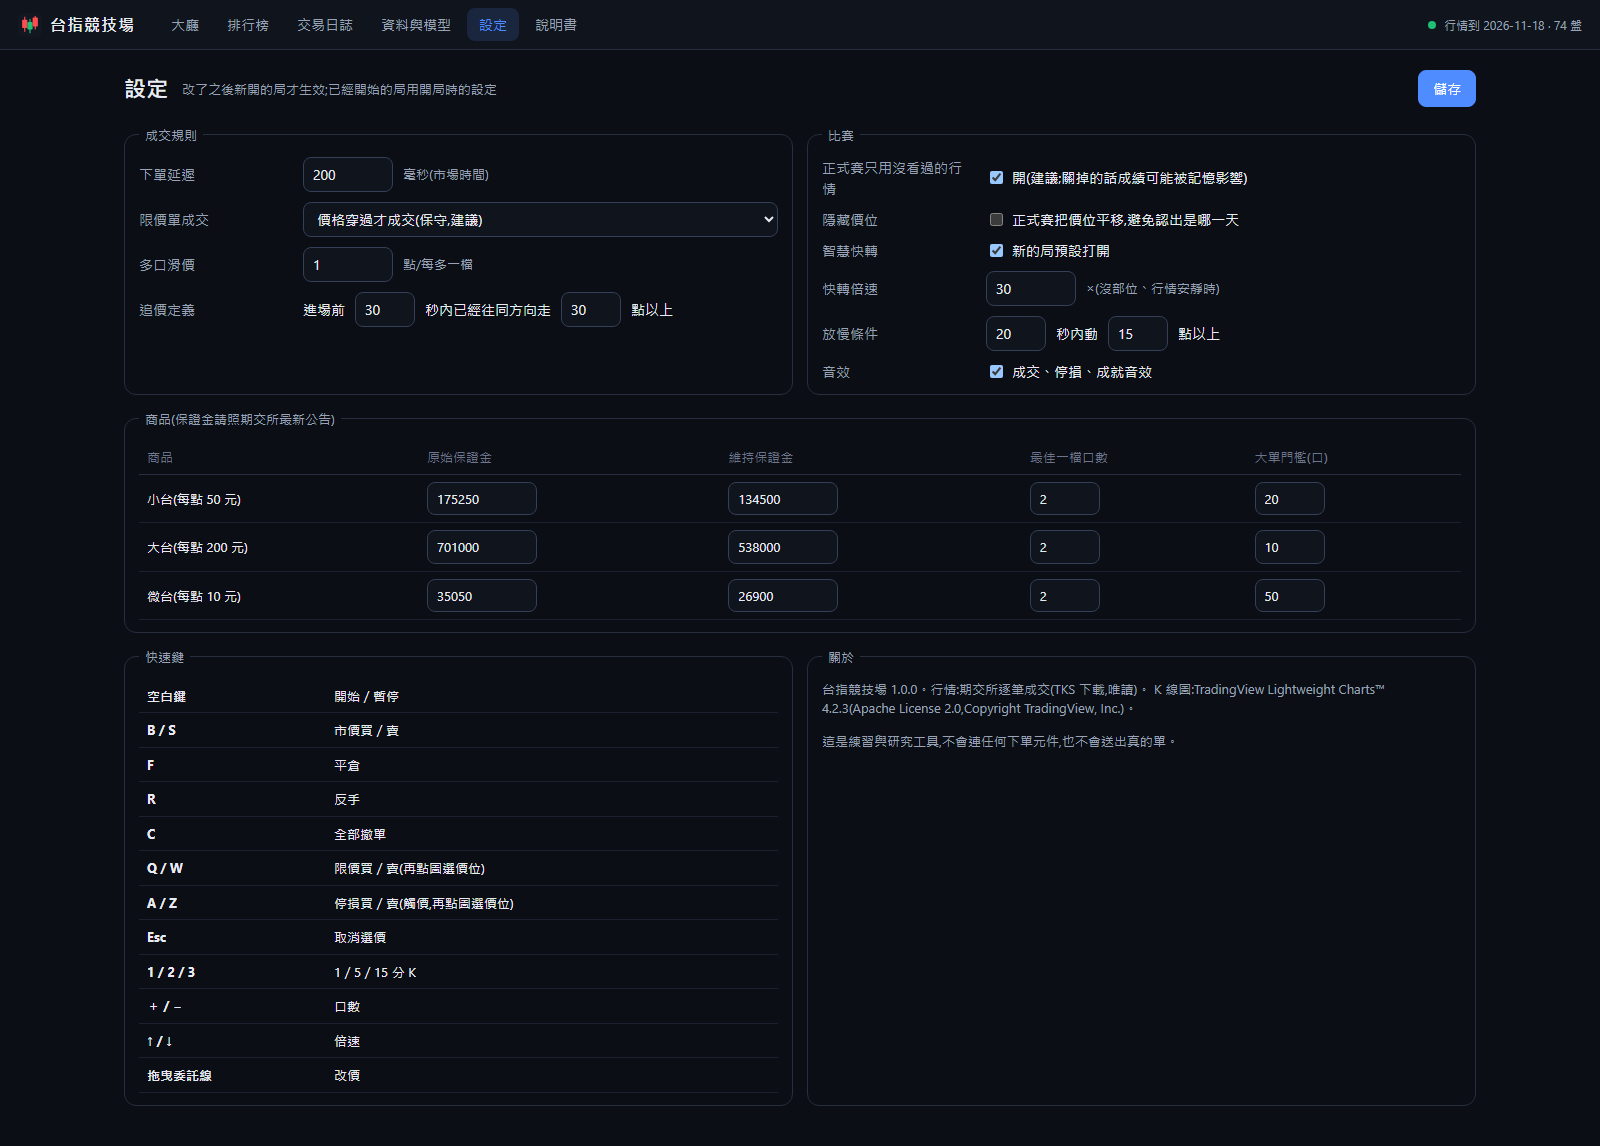 台指競技場 大廳 排行榜 交易日誌 資料與模型 設定 說明書 行情到 2026-11-18 · 74 盤
設定 改了之後新開的局才生效;已經開始的局用開局時的設定 儲存
成交規則
下單延遲 200 毫秒(市場時間)
限價單成交 價格穿過才成交(保守,建議)
多口滑價 1 點/每多一檔
追價定義 進場前 30 秒內已經往同方向走 30 點以上
比賽
正式賽只用沒看過的行
情 開(建議;關掉的話成績可能被記憶影響)
隱藏價位 正式賽把價位平移,避免認出是哪一天
智慧快轉 新的局預設打開
快轉倍速 30 ×(沒部位、行情安靜時)
放慢條件 20 秒內動 15 點以上
音效 成交、停損、成就音效
商品(保證金請照期交所最新公告)
商品 原始保證金 維持保證金 最佳一檔口數 大單門檻(口)
小台(每點 50 元) 175250 134500 2 20
大台(每點 200 元) 701000 538000 2 10
微台(每點 10 元) 35050 26900 2 50
快速鍵
空白鍵 開始 / 暫停
B / S 市價買 / 賣
F 平倉
R 反手
C 全部撤單
Q / W 限價買 / 賣(再點圖選價位)
A / Z 停損買 / 賣(觸價,再點圖選價位)
Esc 取消選價
1 / 2 / 3 1 / 5 / 15 分 K
+ / − 口數
↑ / ↓ 倍速
拖曳委託線 改價
關於
台指競技場 1.0.0。行情:期交所逐筆成交(TKS 下載,唯讀)。 K 線圖:TradingView Lightweight Charts™
4.2.3(Apache License 2.0,Copyright TradingView, Inc.)。
這是練習與研究工具,不會連任何下單元件,也不會送出真的單。